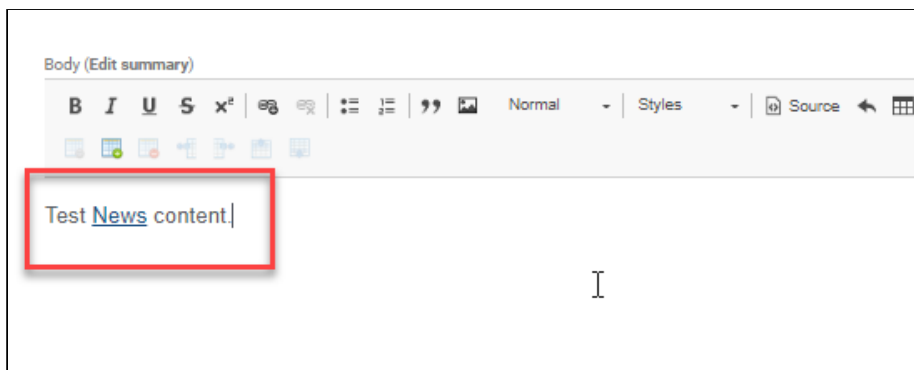 Body (Edit summary)
B I U S x² Normal Styles Source
Test News content.